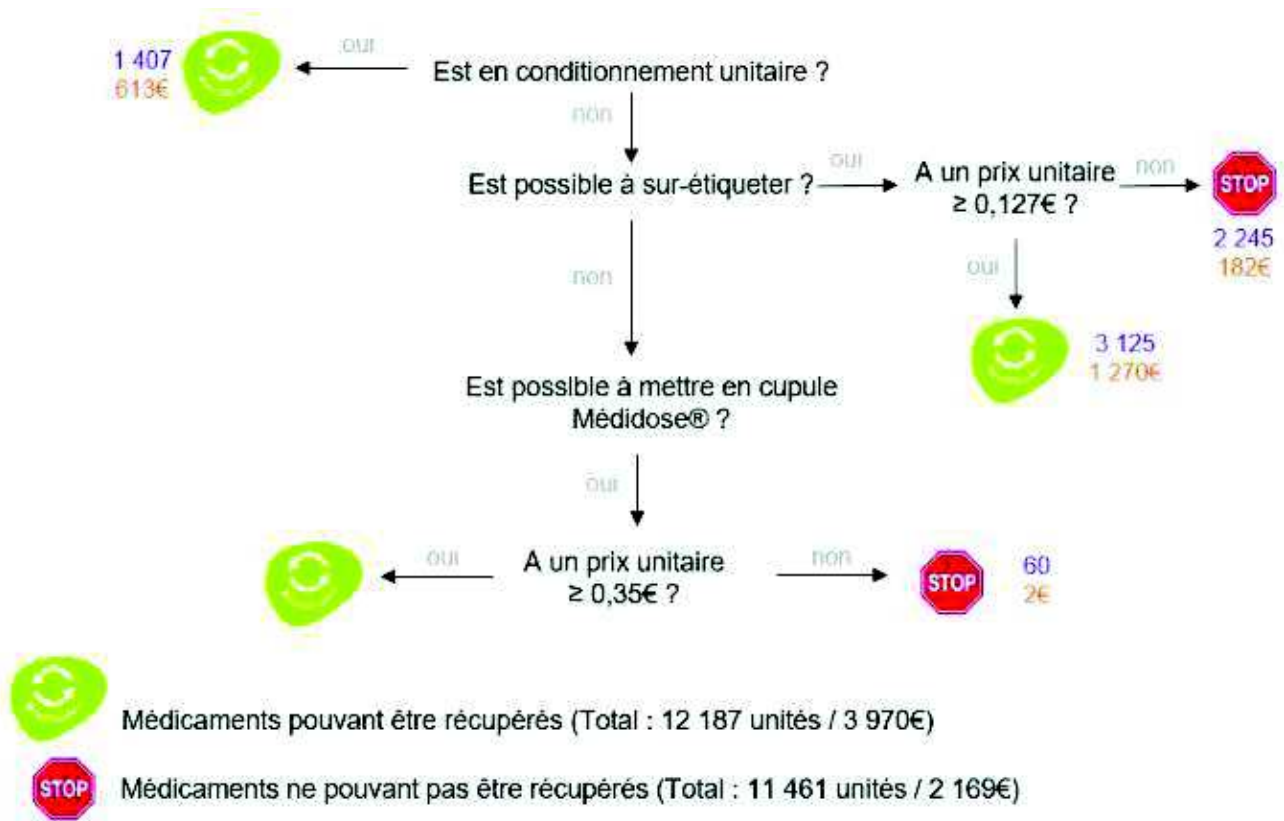 oui
1 407
613€
Est en conditionnement unitaire ?
non
Est possible à sur-étiqueter ?
oui
A un prix unitaire
≥ 0,127€ ?
non
STOP
2 245
182€
oui
3 125
1 270€
non
Est possible à mettre en cupule
Médidose® ?
oui
oui
A un prix unitaire
≥ 0,35€ ?
non
STOP
60
2€
Médicaments pouvant être récupérés (Total : 12 187 unités / 3 970€)
STOP
Médicaments ne pouvant pas être récupérés (Total : 11 461 unités / 2 169€)